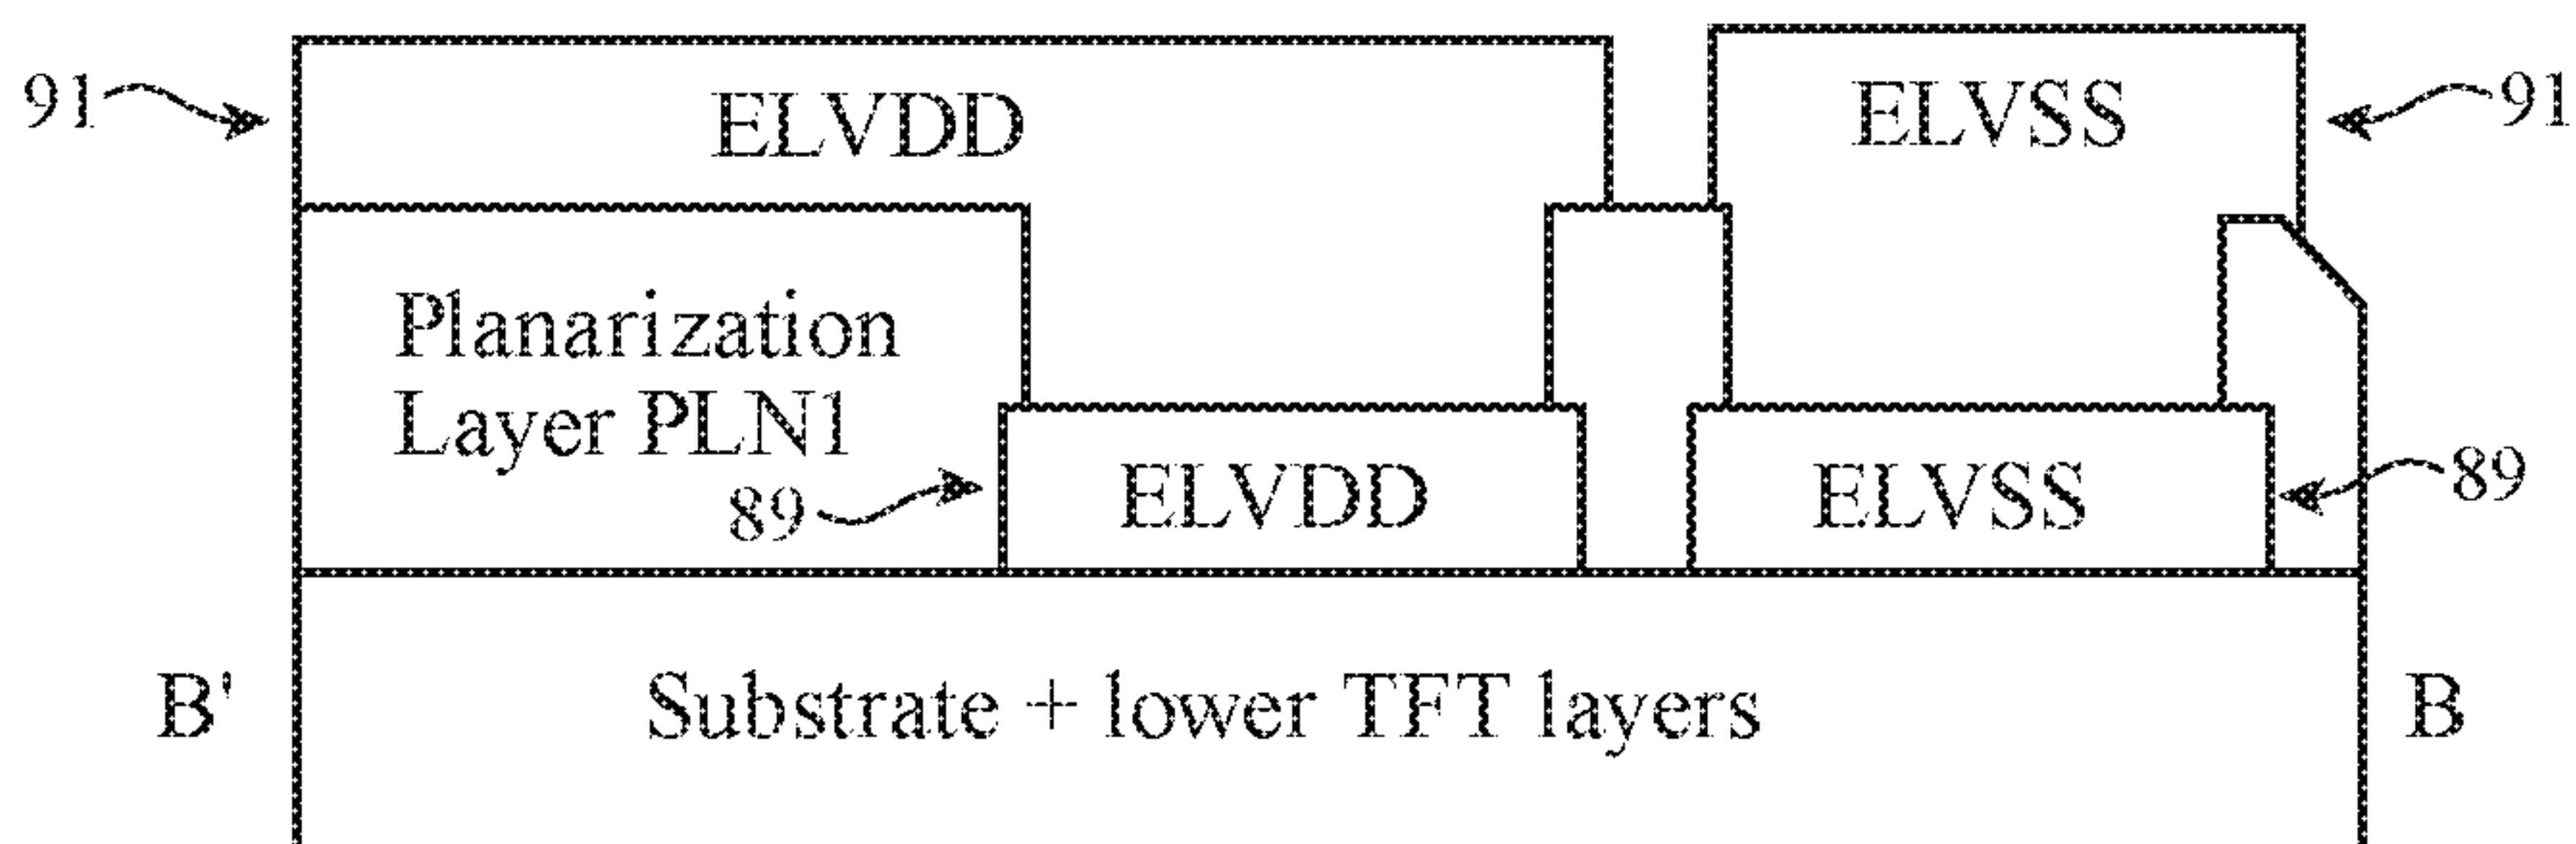 91
ELVDD
ELVSS
91
Planarization
Layer PLN1
89
ELVDD
ELVSS
89
B'
Substrate + lower TFT layers
B